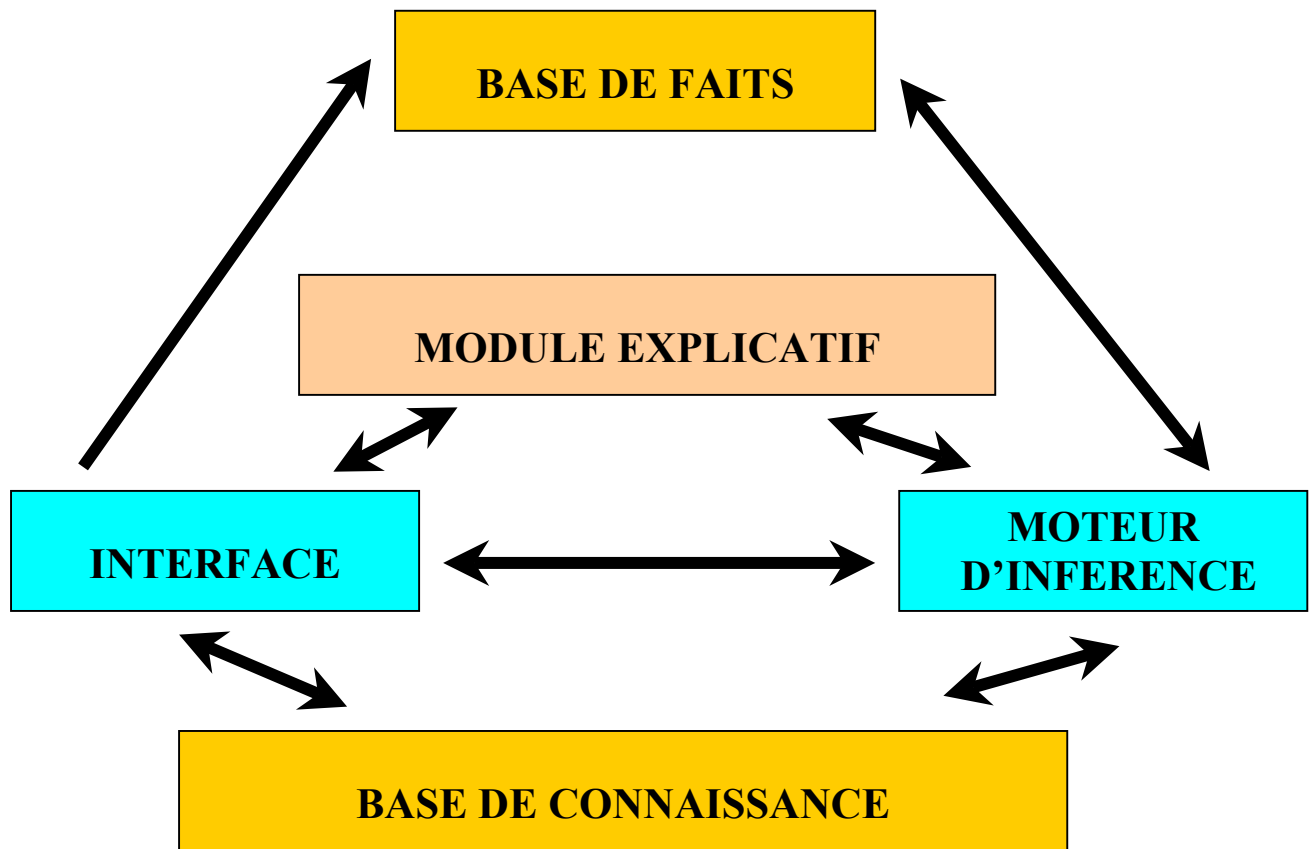 BASE DE FAITS
MODULE EXPLICATIF
INTERFACE
MOTEUR
D’INFERENCE
BASE DE CONNAISSANCE